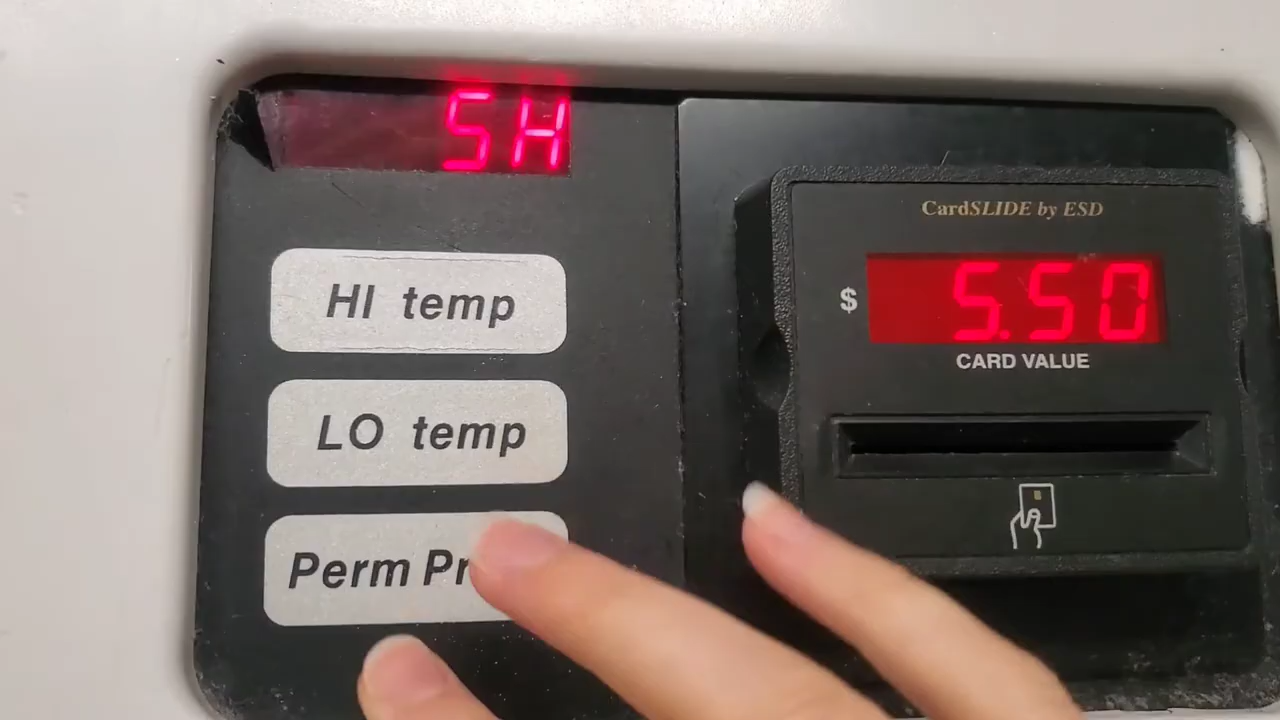 5H
HI temp
LO temp
Perm Pr
CardSLIDE by ESD
$ 5.50
CARD VALUE